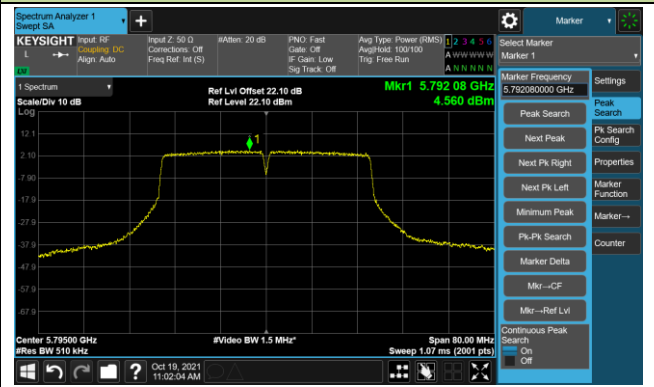 Spectrum Analyzer 1
Swept SA
Marker
KEYSIGHT
L
LXI
Input: RF
Coupling: DC
Align: Auto
Input Z: 50 Ω
Corrections: Off
Freq Ref: Int (S)
#Atten: 20 dB
PNO: Fast
Gate: Off
IF Gain: Low
Sig Track: Off
Avg Type: Power (RMS)
Avg|Hold: 100/100
Trig: Free Run
1 2 3 4 5 6
A W W W W W
A N N N N N
Select Marker
Marker 1
1 Spectrum
Scale/Div 10 dB
Log
Ref Lvl Offset 22.10 dB
Ref Level 22.10 dBm
Mkr1 5.792 08 GHz
4.560 dBm
1
12.1
2.10
-7.90
-17.9
-27.9
-37.9
-47.9
-57.9
-67.9
Center 5.79500 GHz
#Res BW 510 kHz
#Video BW 1.5 MHz*
Span 80.00 MHz
Sweep 1.07 ms (2001 pts)
Marker Frequency
5.792080000 GHz
Peak Search
Next Peak
Next Pk Right
Next Pk Left
Minimum Peak
Pk-Pk Search
Marker Delta
Mkr→CF
Mkr→Ref Lvl
Continuous Peak
Search
On
Off
Settings
Peak
Search
Pk Search
Config
Properties
Marker
Function
Marker→
Counter
?
Oct 19, 2021
11:02:04 AM